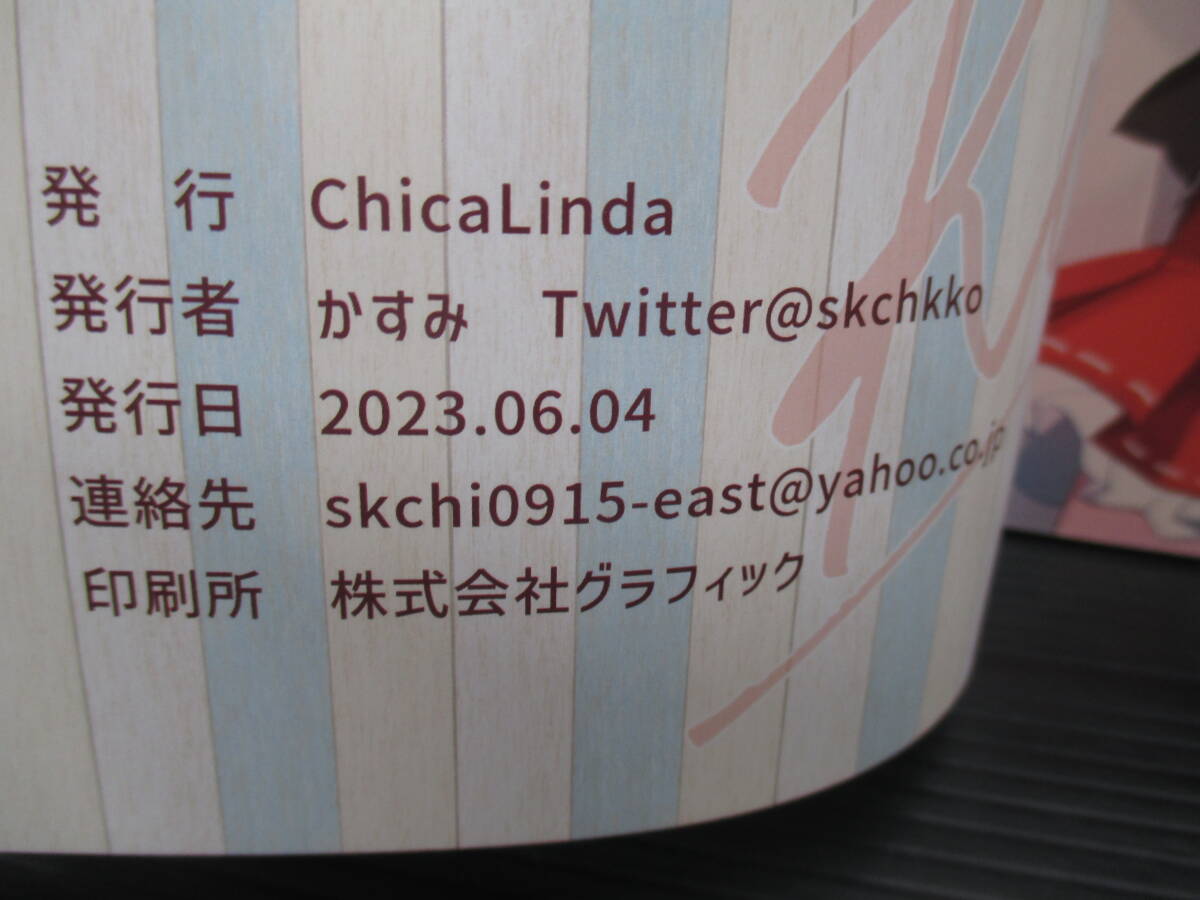 発　行　ChicaLinda
発行者　かすみ　Twitter@skchkko
発行日　2023.06.04
連絡先　skchi0915-east@yahoo.co.jp
印刷所　株式会社グラフィック